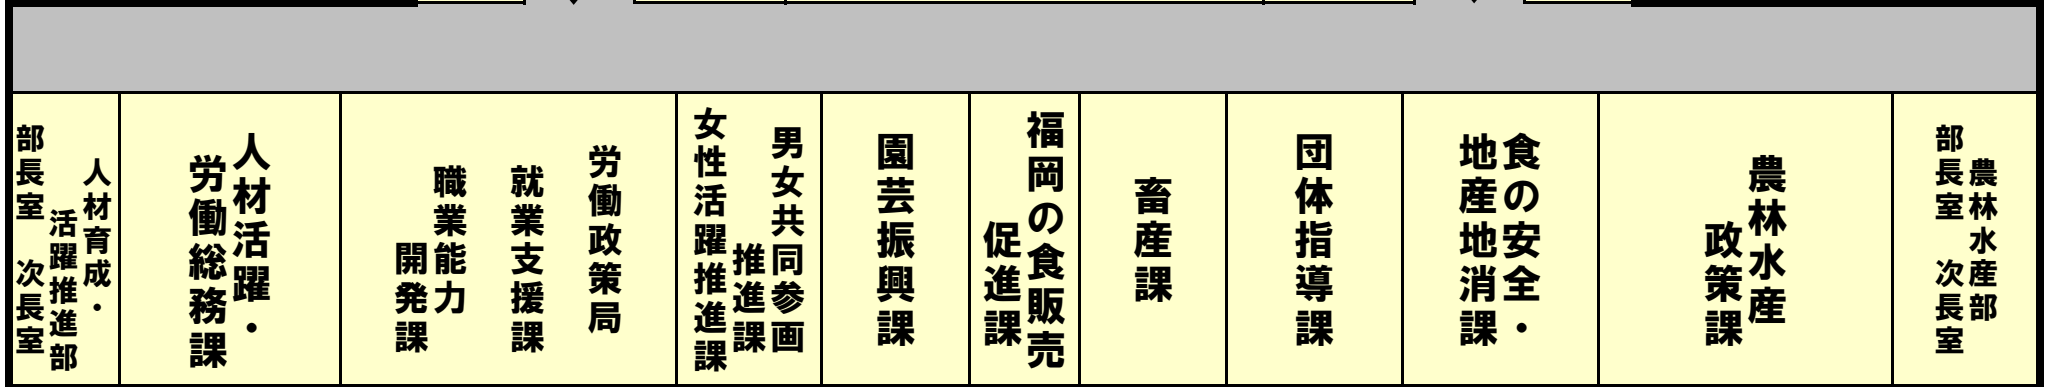 農林水産部
部長室　次長室
農林水産
政策課
食の安全・
地産地消課
団体指導課
畜産課
福岡の食販売
促進課
園芸振興課
男女共同参画
推進課
女性活躍推進課
労働政策局
就業支援課
職業能力
開発課
人材活躍・
労働総務課
人材育成・
活躍推進部
部長室　次長室